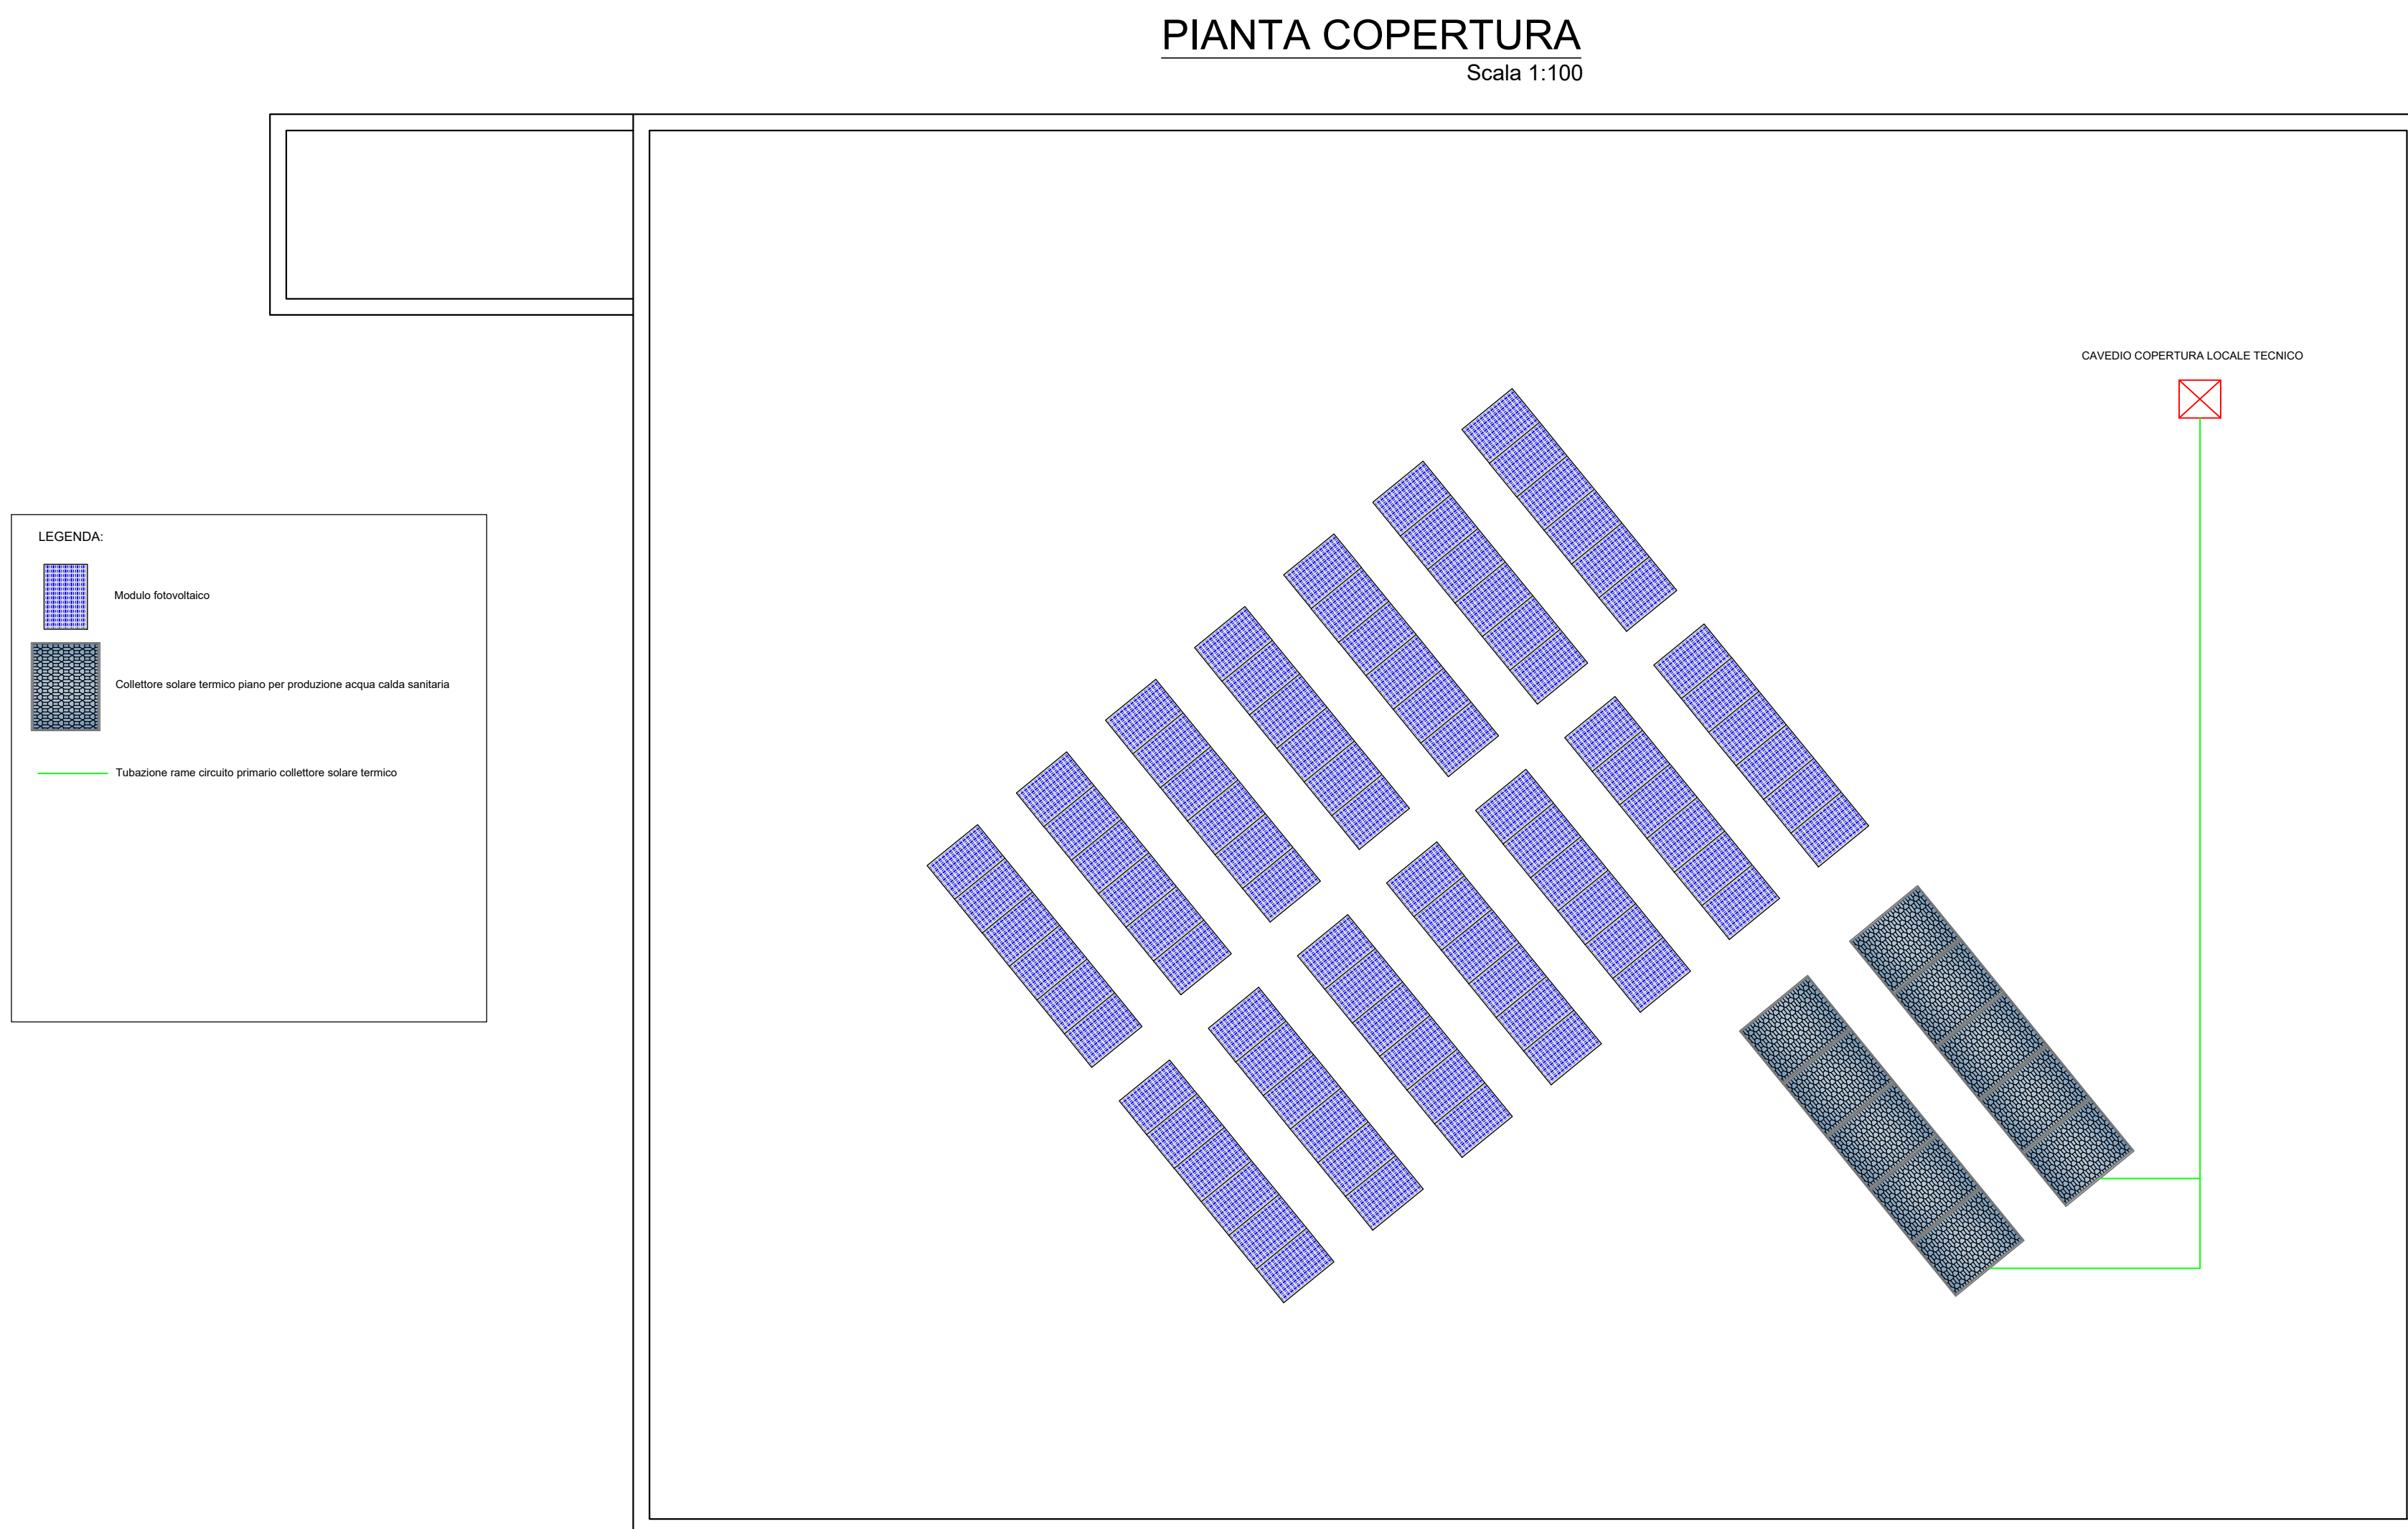 PIANTA COPERTURA
Scala 1:100
CAVEDIO COPERTURA LOCALE TECNICO
LEGENDA:
Modulo fotovoltaico
Collettore solare termico piano per produzione acqua calda sanitaria
Tubazione rame circuito primario collettore solare termico